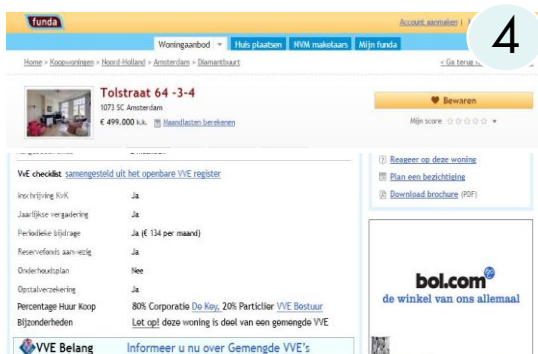 funda
Account aanmaken |
4
Woningaanbod Huis plaatsen NVM makelaars Mijn funda
Home > Koopwoningen > Noord-Holland > Amsterdam > Diamantbuurt
< Ga terug
Tolstraat 64 -3-4
1073 SC Amsterdam
€ 499.000 k.k. Maandlasten berekenen
Bewaren
Mijn score
VvE checklist samengesteld uit het openbare VVE register
Inschrijving KvK Ja
Jaarlijkse vergadering Ja
Periodieke bijdrage Ja (€ 134 per maand)
Reservefonds aanwezig Ja
Onderhoudsplan Nee
Opstalverzekering Ja
Percentage Huur Koop 80% Corporatie De Key, 20% Particlier VVE Bestuur
Bijzonderheden Let op! deze woning is deel van een gemengde VVE
VVE Belang Informeer u nu over Gemengde VVE's
Reageer op deze woning
Plan een bezichtiging
Download brochure (PDF)
bol.com
de winkel van ons allemaal